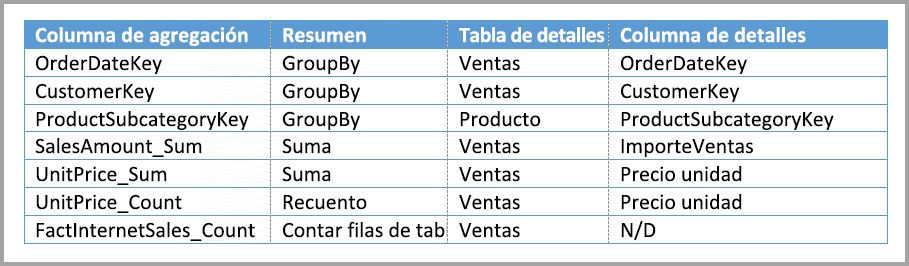 Columna de agregación Resumen Tabla de detalles Columna de detalles
OrderDateKey GroupBy Ventas OrderDateKey
CustomerKey GroupBy Ventas CustomerKey
ProductSubcategoryKey GroupBy Producto ProductSubcategoryKey
SalesAmount_Sum Suma Ventas ImporteVentas
UnitPrice_Sum Suma Ventas Precio unidad
UnitPrice_Count Recuento Ventas Precio unidad
FactInternetSales_Count Contar filas de tab Ventas N/D